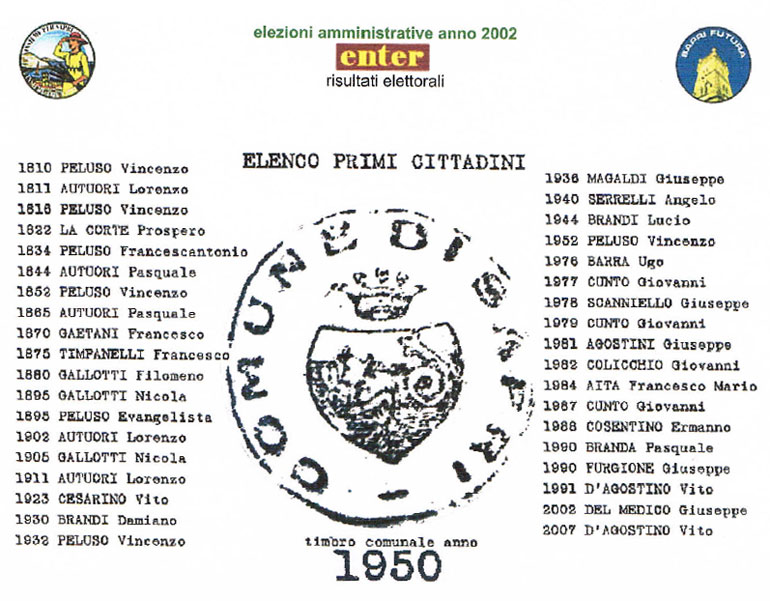 elezioni amministrative anno 2002
enter
risultati elettorali
SAPRI FUTURA
ELENCO PRIMI CITTADINI
1810 PELUSO Vincenzo
1811 AUTUORI Lorenzo
1816 PELUSO Vincenzo
1822 LA CORTE Prospero
1834 PELUSO Francescantonio
1844 AUTUORI Pasquale
1852 PELUSO Vincenzo
1865 AUTUORI Pasquale
1870 GAETANI Francesco
1875 TIMPANELLI Francesco
1880 GALLOTTI Filomeno
1895 GALLOTTI Nicola
1895 PELUSO Evangelista
1902 AUTUORI Lorenzo
1905 GALLOTTI Nicola
1911 AUTUORI Lorenzo
1923 CESARINO Vito
1930 BRANDI Damiano
1932 PELUSO Vincenzo
1936 MAGALDI Giuseppe
1940 SERRELLI Angelo
1944 BRANDI Lucio
1952 PELUSO Vincenzo
1976 BARRA Ugo
1977 CUNTO Giovanni
1978 SCANNIELLO Giuseppe
1979 CUNTO Giovanni
1981 AGOSTINI Giuseppe
1982 COLICCHIO Giovanni
1984 AITA Francesco Mario
1987 CUNTO Giovanni
1988 COSENTINO Ermanno
1990 BRANDA Pasquale
1990 FURGIONE Giuseppe
1991 D'AGOSTINO Vito
2002 DEL MEDICO Giuseppe
2007 D'AGOSTINO Vito
COMUNE DI SAPRI
timbro comunale anno
1950